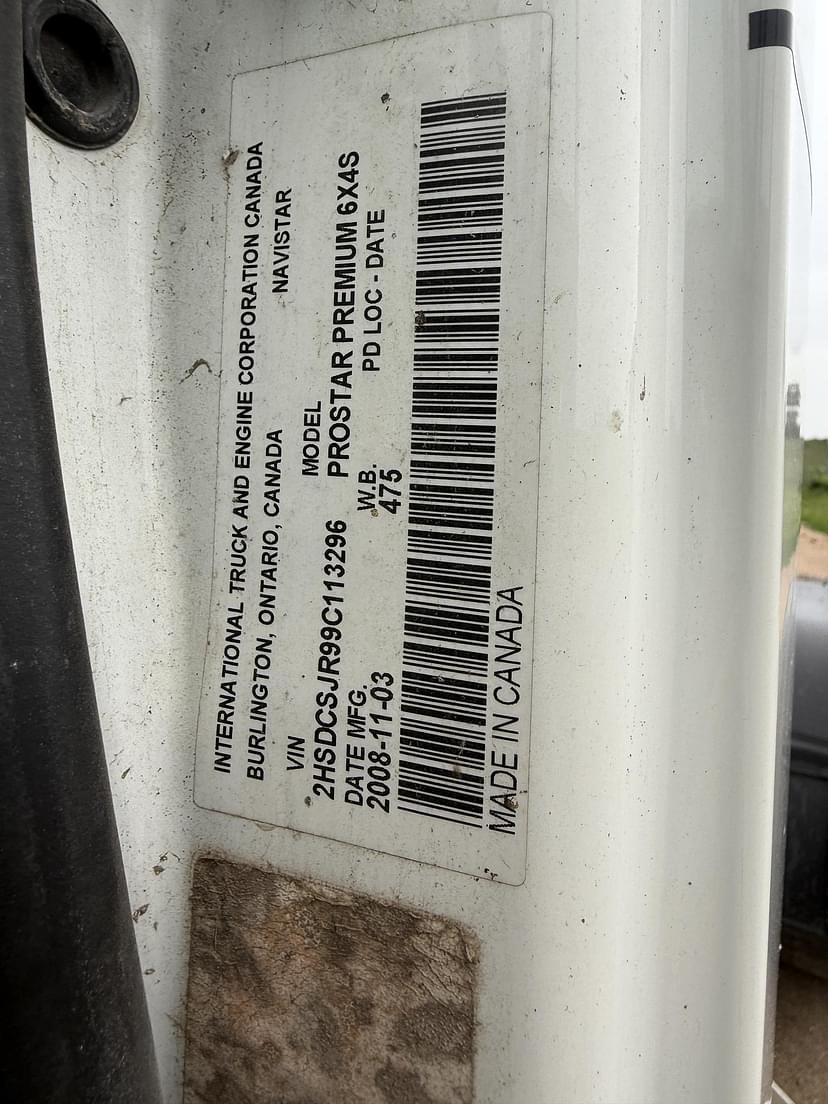 INTERNATIONAL TRUCK AND ENGINE CORPORATION CANADA
BURLINGTON, ONTARIO, CANADA NAVISTAR
VIN MODEL
2HSDCSJR99C113296 PROSTAR PREMIUM 6X4S
DATE MFG. W.B. PD LOC - DATE
2008-11-03 475
MADE IN CANADA